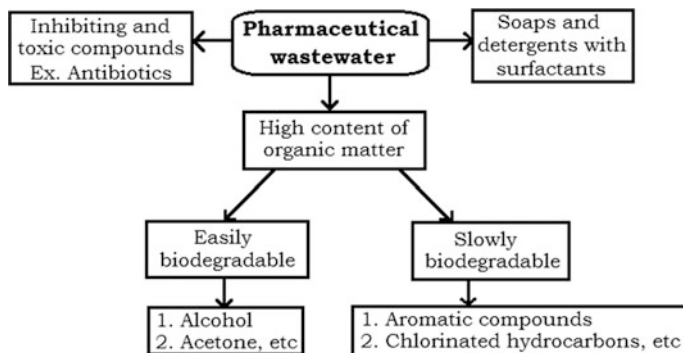 Inhibiting and
toxic compounds
Ex. Antibiotics
Pharmaceutical
wastewater
Soaps and
detergents with
surfactants
High content of
organic matter
Easily
biodegradable
Slowly
biodegradable
1. Alcohol
2. Acetone, etc
1. Aromatic compounds
2. Chlorinated hydrocarbons, etc